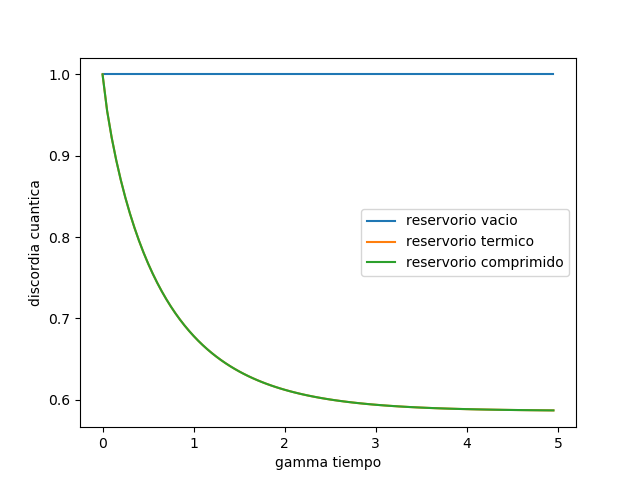 1.0
0.9
0.8
0.7
0.6
discordia cuantica
reservorio vacio
reservorio termico
reservorio comprimido
0 1 2 3 4 5
gamma tiempo